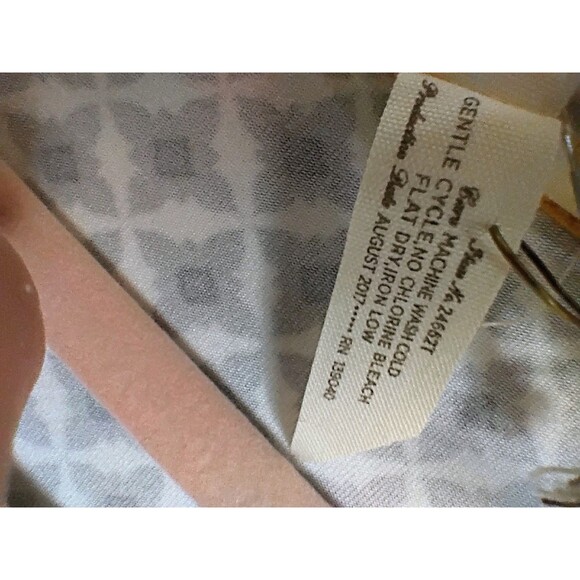 Item No 24662T
Care MACHINE WASH COLD
GENTLE CYCLE,NO CHLORINE BLEACH
FLAT DRY.IRON LOW
Production Date AUGUST 2017••••• RN 139040